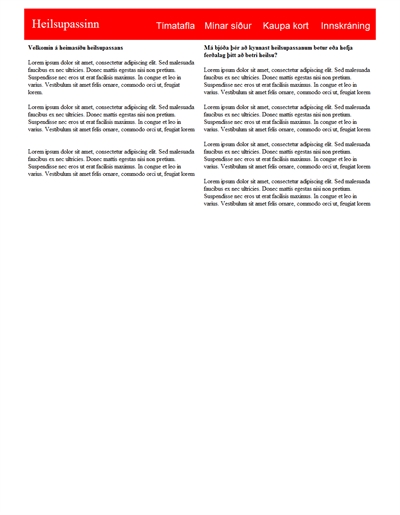 Heilsupassinn
Timatafla Minar síður Kaupa kort Innskráning
Velkomin á heimasíðu heilsupassans
Lorem ipsum dolor sit amet, consectetur adipiscing elit. Sed malesuada
faucibus ex nec ultricies. Donec mattis egestas nisi non pretium.
Suspendisse nec eros ut erat facilisis maximus. In congue et leo in
varius. Vestibulum sit amet felis ornare, commodo orci ut, feugiat
lorem.
Lorem ipsum dolor sit amet, consectetur adipiscing elit. Sed malesuada
faucibus ex nec ultricies. Donec mattis egestas nisi non pretium.
Suspendisse nec eros ut erat facilisis maximus. In congue et leo in
varius. Vestibulum sit amet felis ornare, commodo orci ut, feugiat lorem
Lorem ipsum dolor sit amet, consectetur adipiscing elit. Sed malesuada
faucibus ex nec ultricies. Donec mattis egestas nisi non pretium.
Suspendisse nec eros ut erat facilisis maximus. In congue et leo in
varius. Vestibulum sit amet felis ornare, commodo orci ut, feugiat lorem
Má bjóða þér að kynnast heilsupassanum betur eða hefja
ferðalag þitt að betri heilsu?
Lorem ipsum dolor sit amet, consectetur adipiscing elit. Sed malesuada
faucibus ex nec ultricies. Donec mattis egestas nisi non pretium.
Suspendisse nec eros ut erat facilisis maximus. In congue et leo in
varius. Vestibulum sit amet felis ornare, commodo orci ut, feugiat lorem
Lorem ipsum dolor sit amet, consectetur adipiscing elit. Sed malesuada
faucibus ex nec ultricies. Donec mattis egestas nisi non pretium.
Suspendisse nec eros ut erat facilisis maximus. In congue et leo in
varius. Vestibulum sit amet felis ornare, commodo orci ut, feugiat lorem
Lorem ipsum dolor sit amet, consectetur adipiscing elit. Sed malesuada
faucibus ex nec ultricies. Donec mattis egestas nisi non pretium.
Suspendisse nec eros ut erat facilisis maximus. In congue et leo in
varius. Vestibulum sit amet felis ornare, commodo orci ut, feugiat lorem
Lorem ipsum dolor sit amet, consectetur adipiscing elit. Sed malesuada
faucibus ex nec ultricies. Donec mattis egestas nisi non pretium.
Suspendisse nec eros ut erat facilisis maximus. In congue et leo in
varius. Vestibulum sit amet felis ornare, commodo orci ut, feugiat lorem